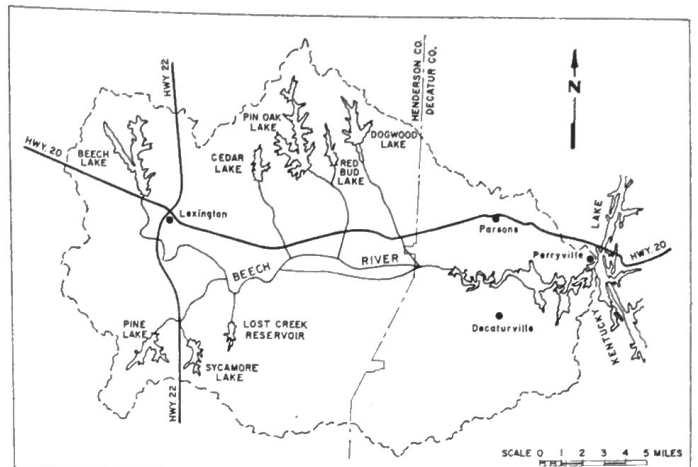 HWY 22
HENDERSON CO.
DECATUR CO.
N
PIN OAK
LAKE
DOGWOOD
LAKE
HWY. 20
BEECH
LAKE
CEDAR
LAKE
RED
BUD
LAKE
Lexington
Parsons
LAKE
Perryville
HWY. 20
BEECH
RIVER
KENTUCKY
PINE
LAKE
LOST CREEK
RESERVOIR
Decaturville
SYCAMORE
LAKE
HWY 22
SCALE 0 1 2 3 4 5 MILES